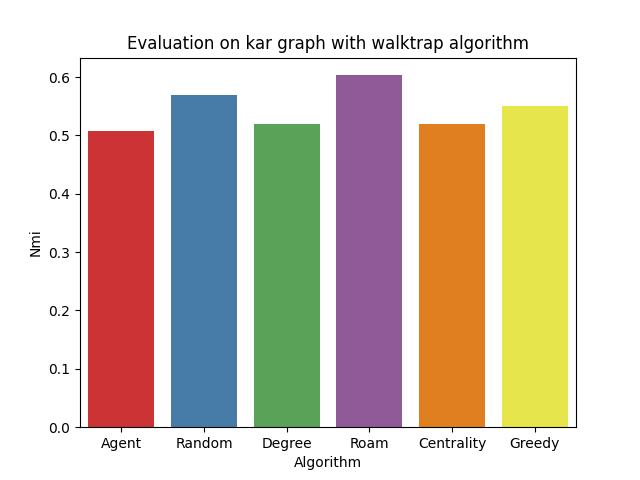 Evaluation on kar graph with walktrap algorithm
Nmi
0.6
0.5
0.4
0.3
0.2
0.1
0.0
Agent Random Degree Roam Centrality Greedy
Algorithm